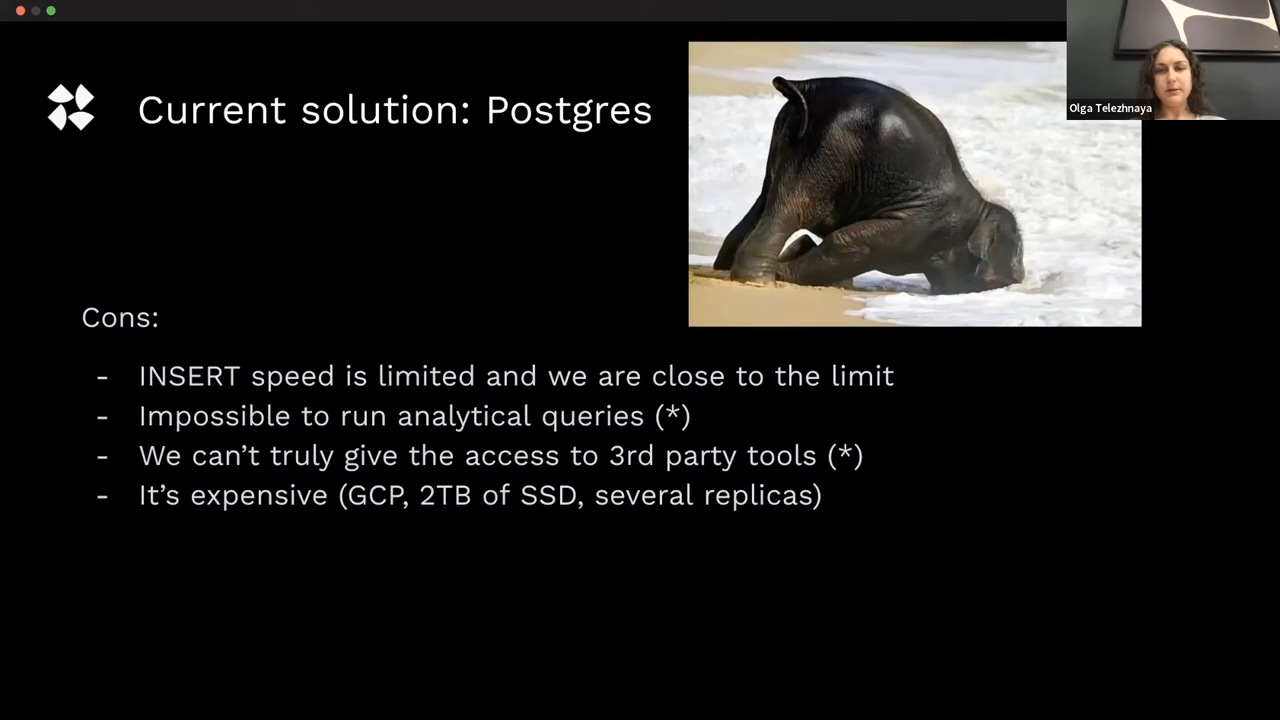 Current solution: Postgres
Olga Telezhnaya
Cons:
- INSERT speed is limited and we are close to the limit
- Impossible to run analytical queries (*)
- We can’t truly give the access to 3rd party tools (*)
- It’s expensive (GCP, 2TB of SSD, several replicas)